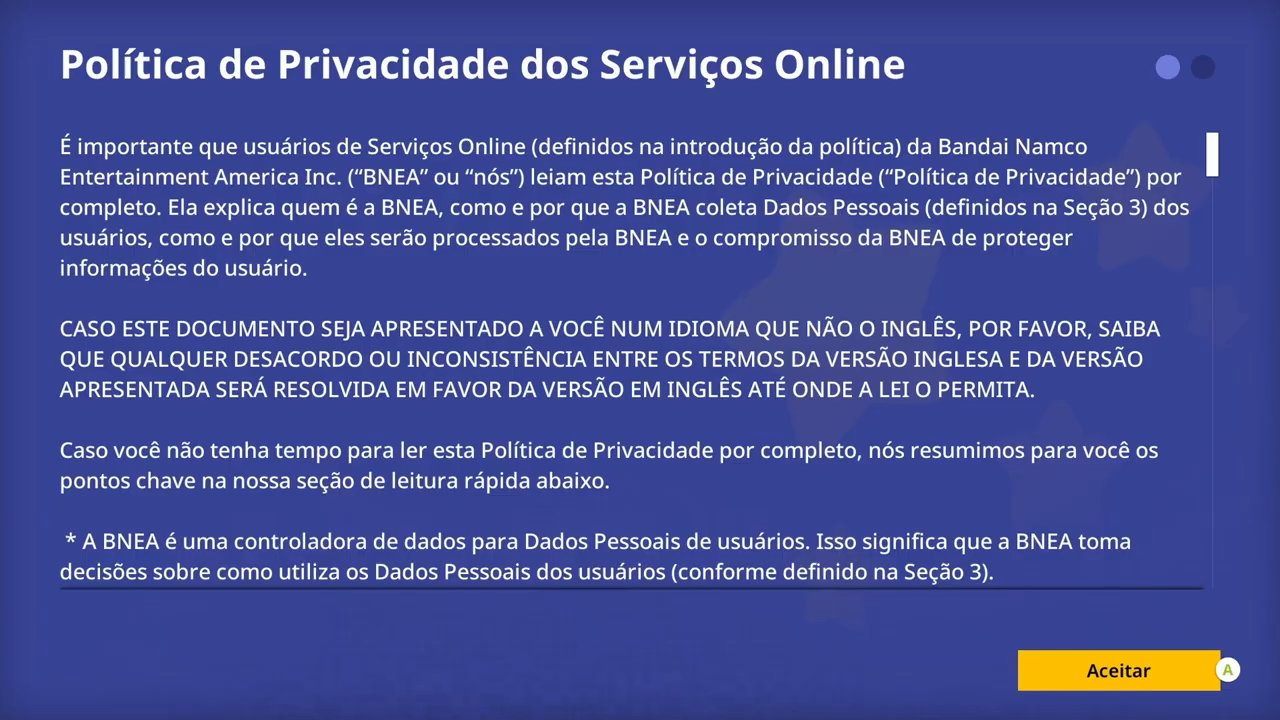 Política de Privacidade dos Serviços Online
É importante que usuários de Serviços Online (definidos na introdução da política) da Bandai Namco
Entertainment America Inc. (“BNEA” ou “nós”) leiam esta Política de Privacidade (“Política de Privacidade”) por
completo. Ela explica quem é a BNEA, como e por que a BNEA coleta Dados Pessoais (definidos na Seção 3) dos
usuários, como e por que eles serão processados pela BNEA e o compromisso da BNEA de proteger
informações do usuário.
CASO ESTE DOCUMENTO SEJA APRESENTADO A VOCÊ NUM IDIOMA QUE NÃO O INGLÊS, POR FAVOR, SAIBA
QUE QUALQUER DESACORDO OU INCONSISTÊNCIA ENTRE OS TERMOS DA VERSÃO INGLESA E DA VERSÃO
APRESENTADA SERÁ RESOLVIDA EM FAVOR DA VERSÃO EM INGLÊS ATÉ ONDE A LEI O PERMITA.
Caso você não tenha tempo para ler esta Política de Privacidade por completo, nós resumimos para você os
pontos chave na nossa seção de leitura rápida abaixo.
* A BNEA é uma controladora de dados para Dados Pessoais de usuários. Isso significa que a BNEA toma
decisões sobre como utiliza os Dados Pessoais dos usuários (conforme definido na Seção 3).
Aceitar A